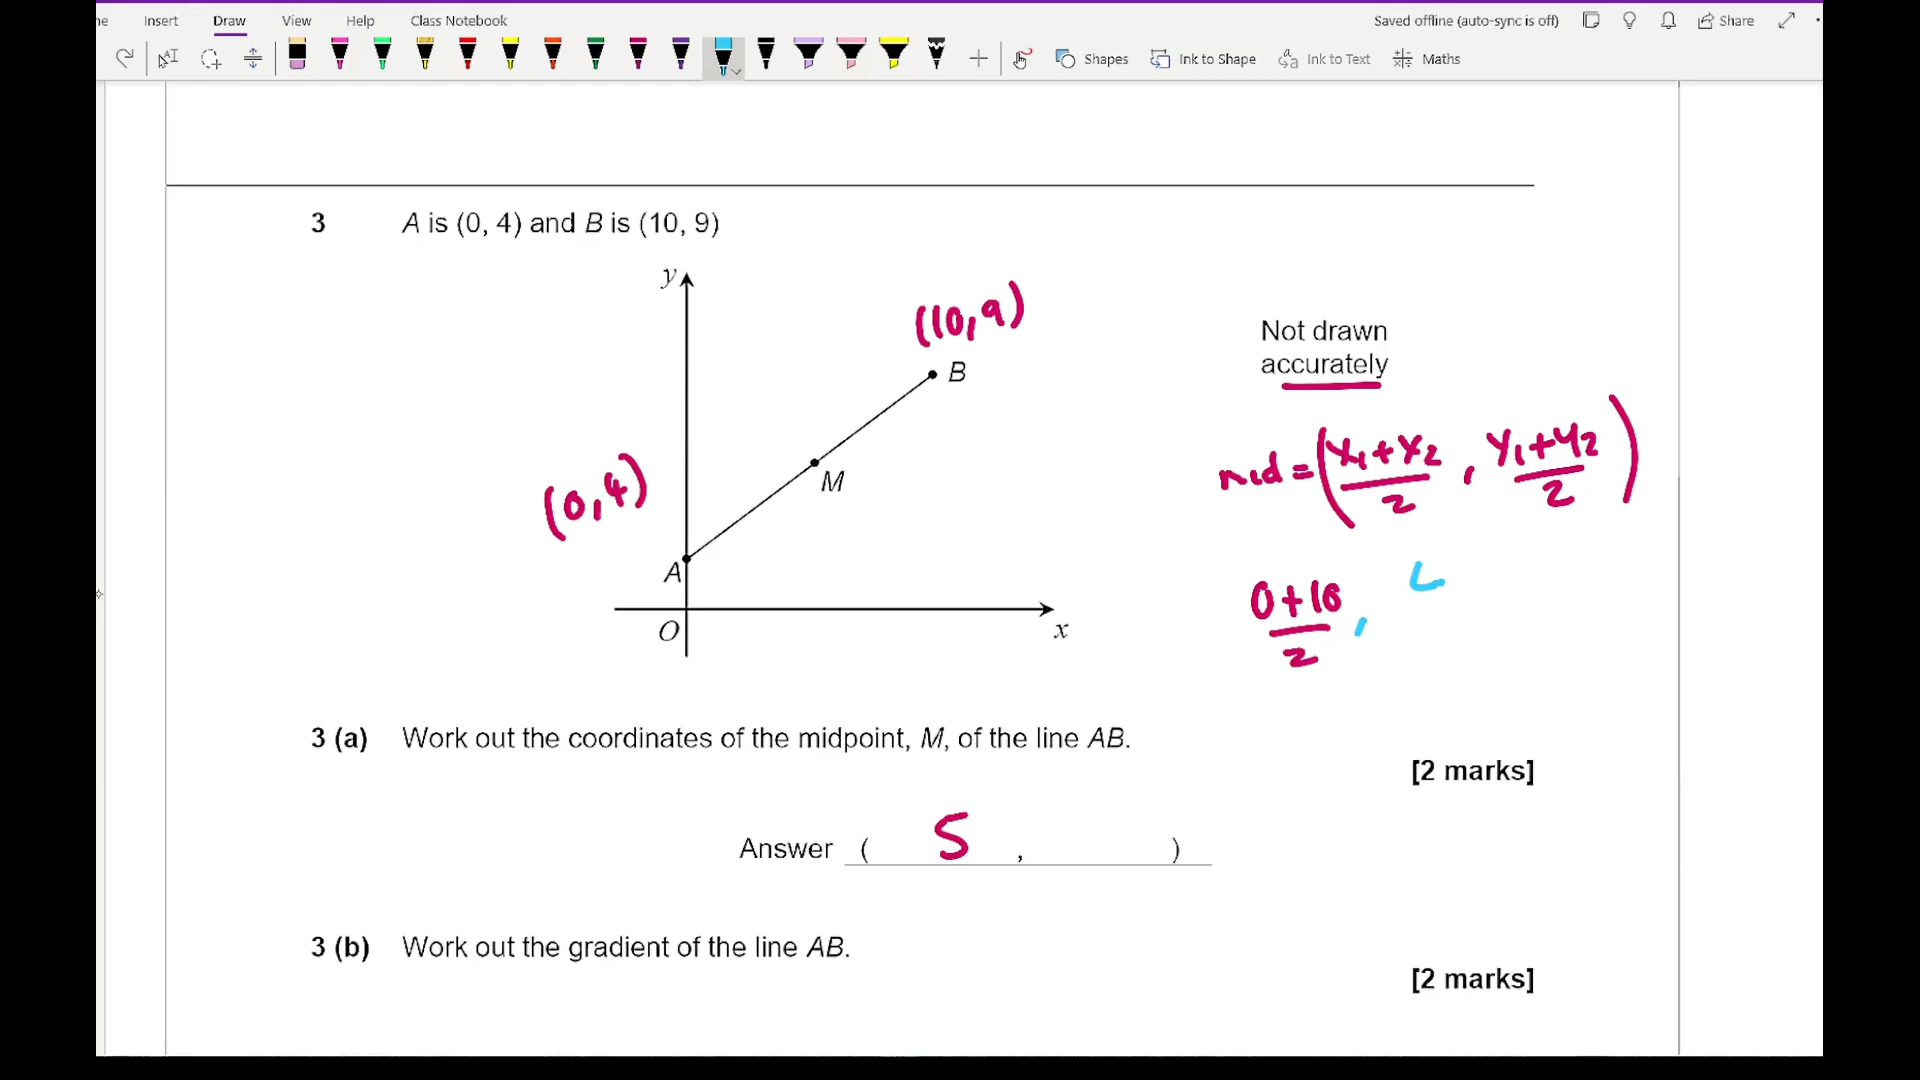 Insert Draw View Help Class Notebook Saved offline (auto-sync is off) Share
Shapes Ink to Shape Ink to Text Maths
3 A is (0, 4) and B is (10, 9)
y
(10,9)
B
Not drawn
accurately
mid = (x₁+x₂/2 , y₁+y₂/2)
(0,4)
M
A
0+10/2 ,
O
x
3 (a) Work out the coordinates of the midpoint, M, of the line AB.
[2 marks]
Answer ( 5 , )
3 (b) Work out the gradient of the line AB.
[2 marks]